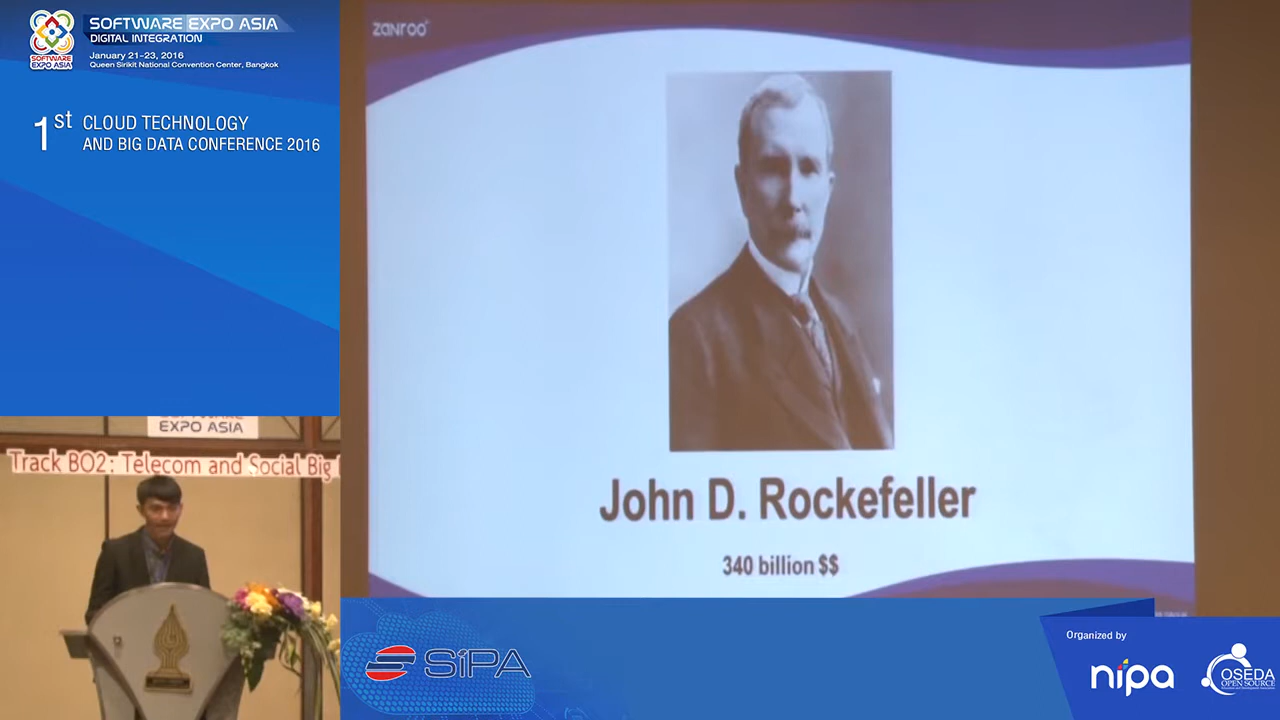 SOFTWARE EXPO ASIA
DIGITAL INTEGRATION
January 21-23, 2016
Queen Sirikit National Convention Center, Bangkok
SOFTWARE
EXPO ASIA
1st CLOUD TECHNOLOGY
AND BIG DATA CONFERENCE 2016
zanroo
John D. Rockefeller
340 billion $$
SOFTWARE
EXPO ASIA
Track BO2: Telecom and Social Big
SiPA
Organized by
nipa
OSEDA
OPEN SOURCE